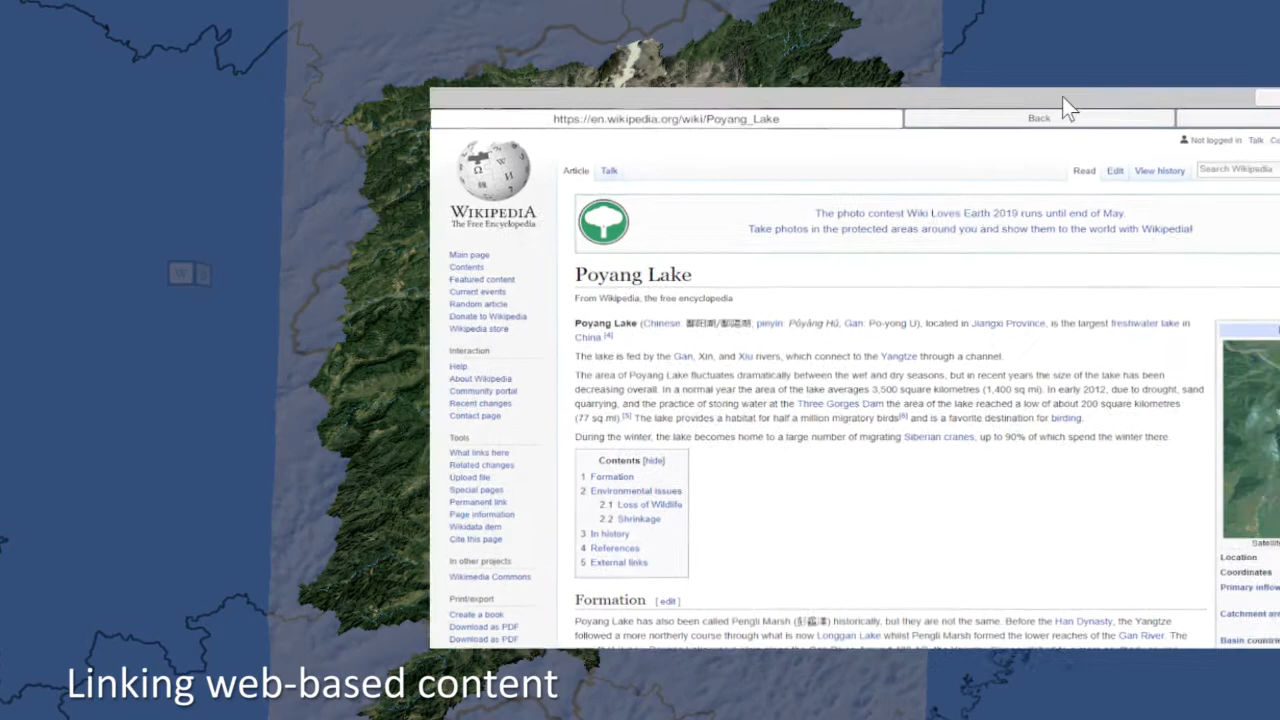 https://en.wikipedia.org/wiki/Poyang_Lake
Back
Not logged in Talk
Article Talk
Read Edit View history
Search Wikipedia
WIKIPEDIA
The Free Encyclopedia
The photo contest Wiki Loves Earth 2019 runs until end of May.
Take photos in the protected areas around you and show them to the world with Wikipedia!
Main page
Contents
Featured content
Current events
Random article
Donate to Wikipedia
Wikipedia store
Interaction
Help
About Wikipedia
Community portal
Recent changes
Contact page
Tools
What links here
Related changes
Upload file
Special pages
Permanent link
Page information
Wikidata item
Cite this page
In other projects
Wikimedia Commons
Print/export
Create a book
Download as PDF
Download as PDF
Poyang Lake
From Wikipedia, the free encyclopedia
Poyang Lake (Chinese: pinyin: Póyáng Hú, Gan: Po-yong U), located in Jiangxi Province, is the largest freshwater lake in
China.[4]
The lake is fed by the Gan, Xin, and Xiu rivers, which connect to the Yangtze through a channel.
The area of Poyang Lake fluctuates dramatically between the wet and dry seasons, but in recent years the size of the lake has been
decreasing overall. In a normal year the area of the lake averages 3,500 square kilometres (1,400 sq mi). In early 2012, due to drought, sand
quarrying, and the practice of storing water at the Three Gorges Dam the area of the lake reached a low of about 200 square kilometres
(77 sq mi).[5] The lake provides a habitat for half a million migratory birds[6] and is a favorite destination for birding.
During the winter, the lake becomes home to a large number of migrating Siberian cranes, up to 90% of which spend the winter there.
Contents [hide]
1 Formation
2 Environmental issues
2.1 Loss of Wildlife
2.2 Shrinkage
3 In history
4 References
5 External links
Formation [ edit ]
Poyang Lake has also been called Pengli Marsh historically, but they are not the same. Before the Han Dynasty, the Yangtze
followed a more northerly course through what is now Longgan Lake whilst Pengli Marsh formed the lower reaches of the Gan River. The
Location
Coordinates
Primary inflow
Linking web-based content